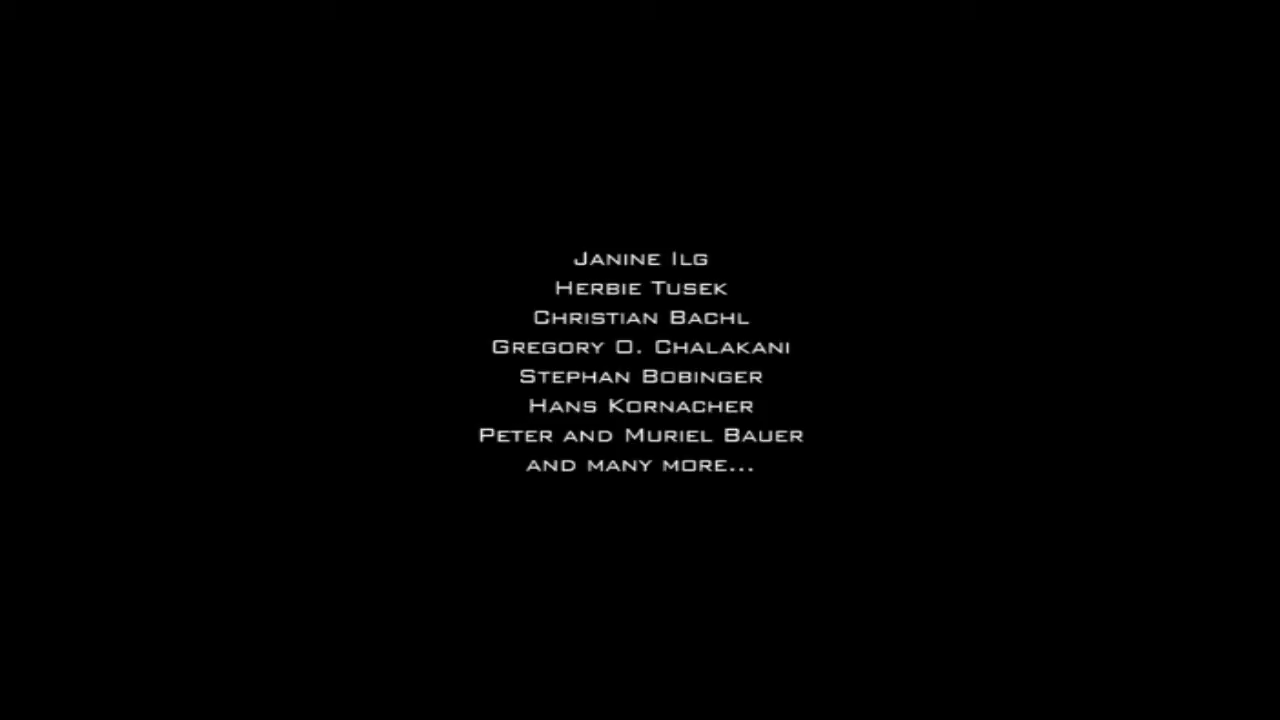 Janine Ilg
Herbie Tusek
Christian Bachl
Gregory O. Chalakani
Stephan Bobinger
Hans Kornacher
Peter and Muriel Bauer
and many more...